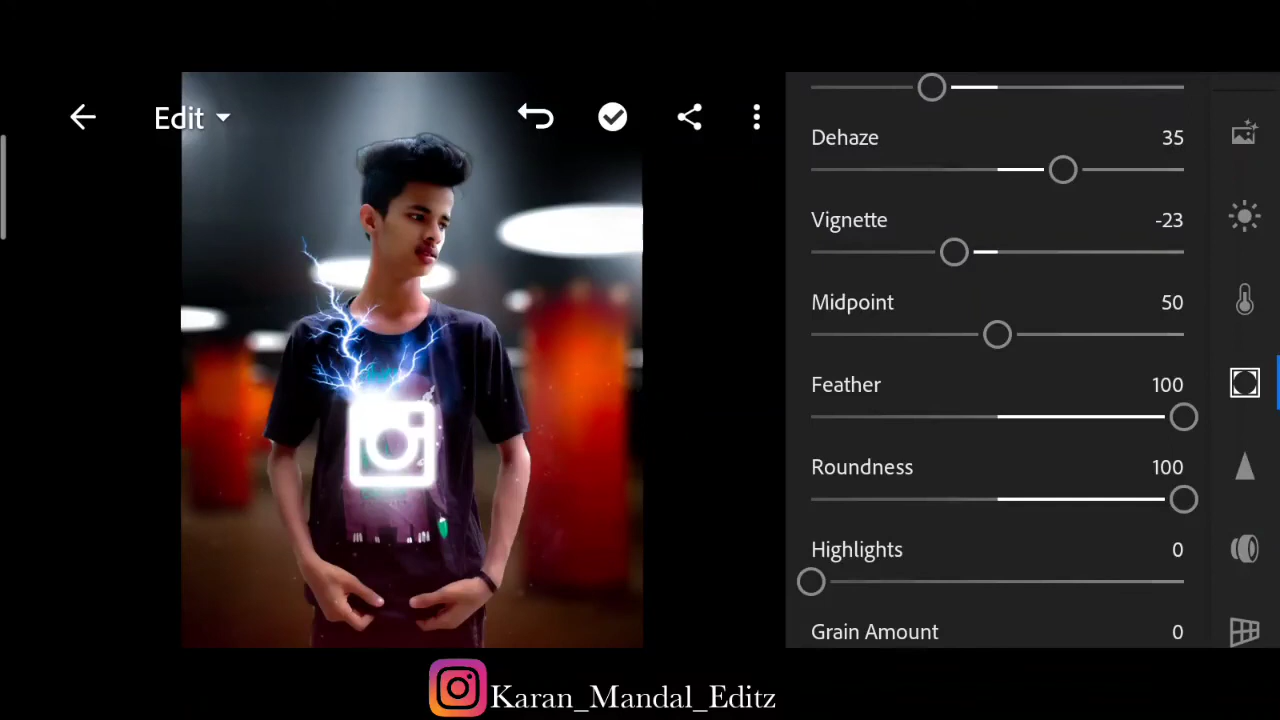 Edit
Dehaze 35
Vignette -23
Midpoint 50
Feather 100
Roundness 100
Highlights 0
Grain Amount 0
Karan_Mandal_Editz